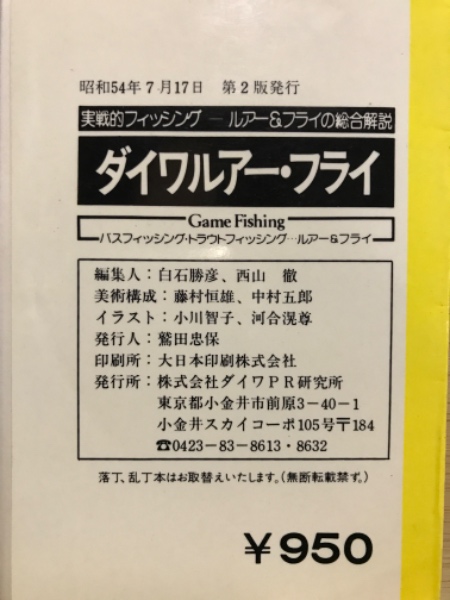 昭和54年7月17日　第2版発行
実戦的フィッシング―ルアー&フライの総合解説
ダイワルアー・フライ
Game Fishing
バスフィッシング・トラウトフィッシング…ルアー&フライ
編集人：白石勝彦、西山　徹
美術構成：藤村恒雄、中村五郎
イラスト：小川智子、河合滉尊
発行人：鷲田忠保
印刷所：大日本印刷株式会社
発行所：株式会社ダイワPR研究所
東京都小金井市前原3−40−1
小金井スカイコーポ105号〒184
☎0423−83−8613・8632
落丁、乱丁本はお取替えいたします。(無断転載禁ず。)
￥950